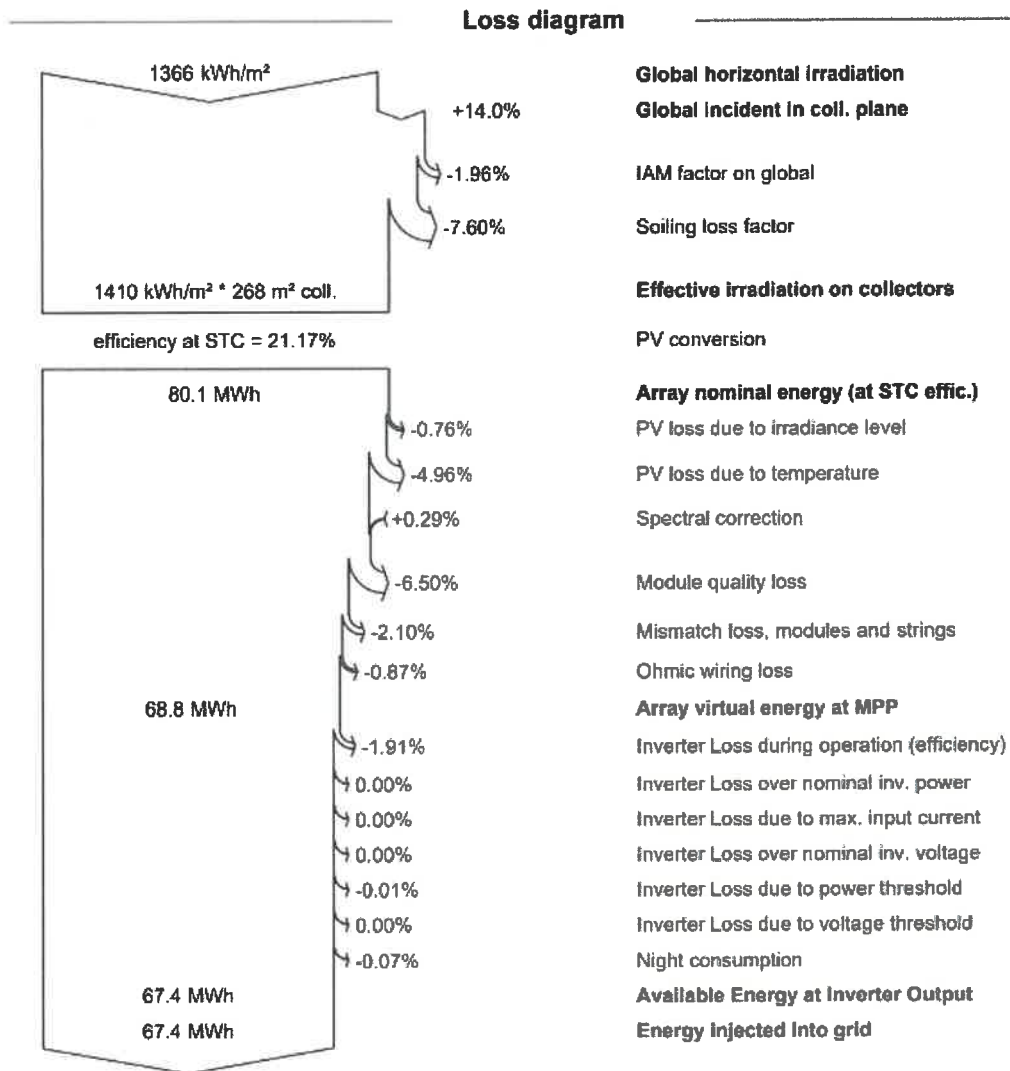 Loss diagram
1366 kWh/m² Global horizontal irradiation
+14.0% Global incident in coll. plane
-1.96% IAM factor on global
-7.60% Soiling loss factor
1410 kWh/m² * 268 m² coll. Effective irradiation on collectors
efficiency at STC = 21.17% PV conversion
80.1 MWh Array nominal energy (at STC effic.)
-0.76% PV loss due to irradiance level
-4.96% PV loss due to temperature
+0.29% Spectral correction
-6.50% Module quality loss
-2.10% Mismatch loss, modules and strings
-0.87% Ohmic wiring loss
68.8 MWh Array virtual energy at MPP
-1.91% Inverter Loss during operation (efficiency)
0.00% Inverter Loss over nominal inv. power
0.00% Inverter Loss due to max. input current
0.00% Inverter Loss over nominal inv. voltage
-0.01% Inverter Loss due to power threshold
0.00% Inverter Loss due to voltage threshold
-0.07% Night consumption
67.4 MWh Available Energy at Inverter Output
67.4 MWh Energy injected into grid